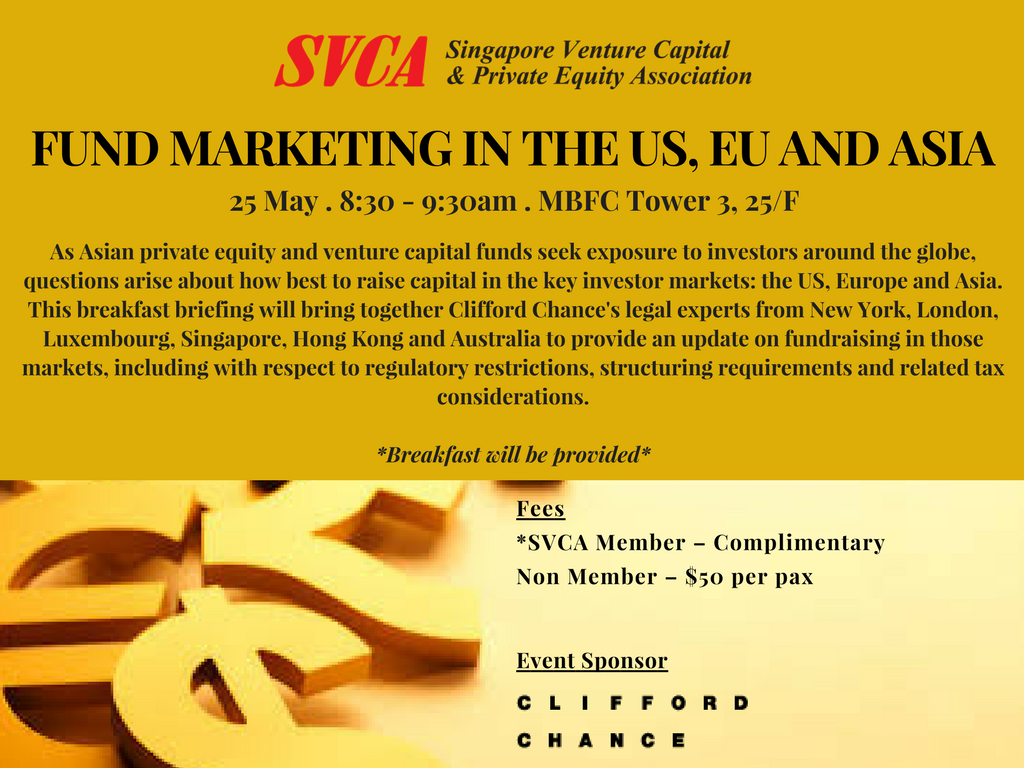 SVCA
Singapore Venture Capital
& Private Equity Association
FUND MARKETING IN THE US, EU AND ASIA
25 May . 8:30 - 9:30am . MBFC Tower 3, 25/F
As Asian private equity and venture capital funds seek exposure to investors around the globe,
questions arise about how best to raise capital in the key investor markets: the US, Europe and Asia.
This breakfast briefing will bring together Clifford Chance's legal experts from New York, London,
Luxembourg, Singapore, Hong Kong and Australia to provide an update on fundraising in those
markets, including with respect to regulatory restrictions, structuring requirements and related tax
considerations.
*Breakfast will be provided*
Fees
*SVCA Member – Complimentary
Non Member – $50 per pax
Event Sponsor
CLIFFORD
CHANCE